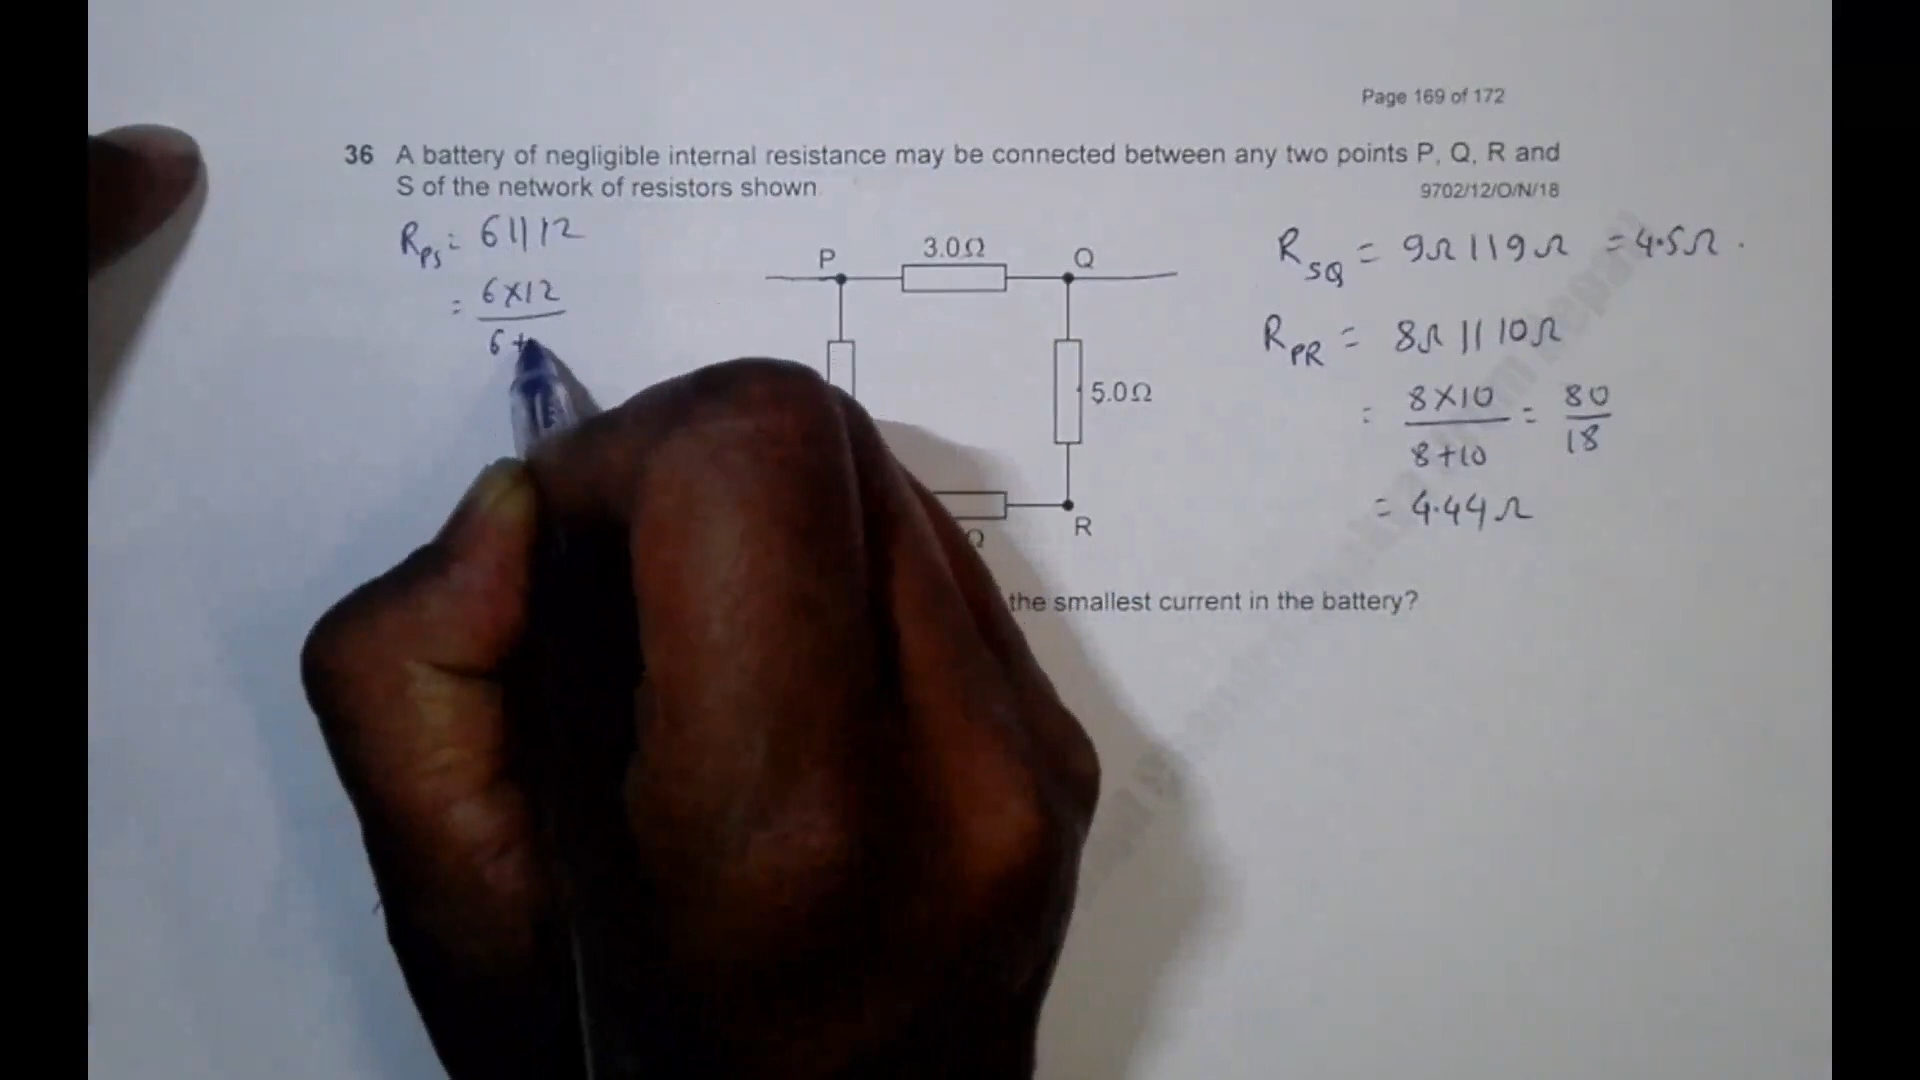 Page 169 of 172
36 A battery of negligible internal resistance may be connected between any two points P, Q, R and
S of the network of resistors shown
9702/12/O/N/18
R_PS = 6 || 12
= 6×12
6 +
P
3.0Ω
Q
5.0Ω
R
Ω
R_SQ = 9Ω || 9Ω = 4.5Ω .
R_PR = 8Ω || 10Ω
= 8×10 = 80
8+10 18
= 4.44Ω
the smallest current in the battery?